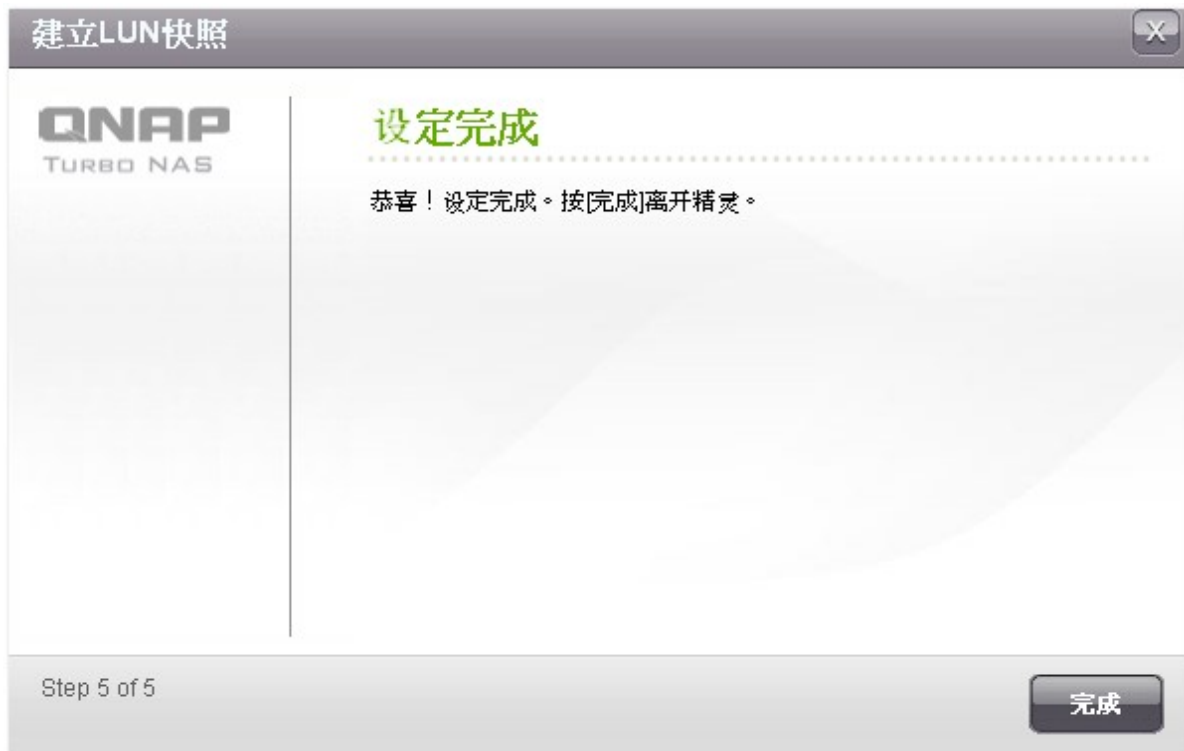 建立LUN快照
X
QNAP
TURBO NAS
设定完成
恭喜！设定完成。按[完成]离开精灵。
Step 5 of 5
完成